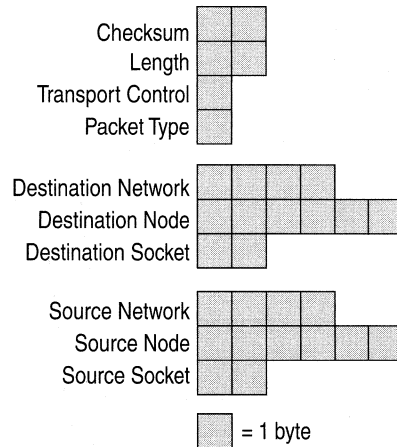 Checksum
Length
Transport Control
Packet Type
Destination Network
Destination Node
Destination Socket
Source Network
Source Node
Source Socket
= 1 byte